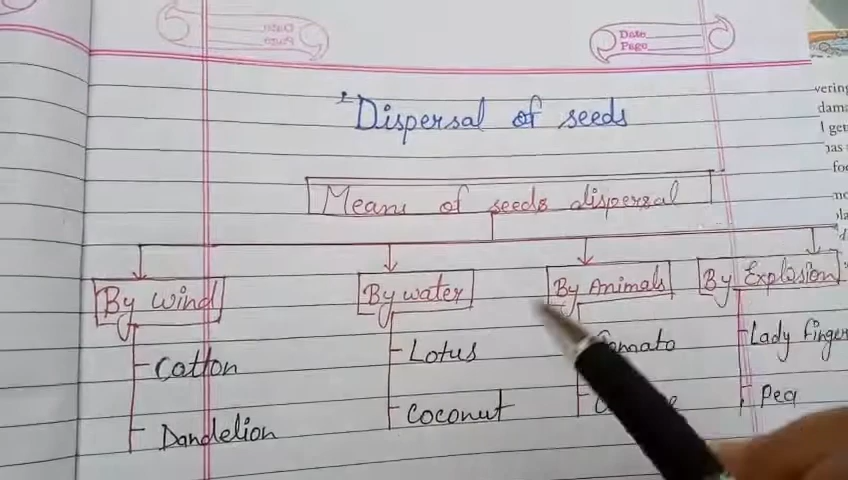 Date
Page
Dispersal of seeds
Means of seeds dispersal
By wind
By water
By Animals
By Explosion
Cotton
Lotus
Tomato
Lady finger
Dandelion
Coconut
Pea